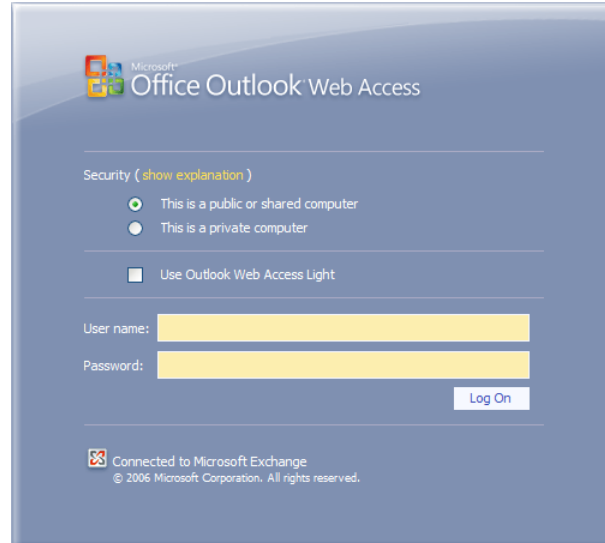 Microsoft®
Office Outlook® Web Access
Security ( show explanation )
This is a public or shared computer
This is a private computer
Use Outlook Web Access Light
User name:
Password:
Log On
Connected to Microsoft Exchange
© 2006 Microsoft Corporation. All rights reserved.